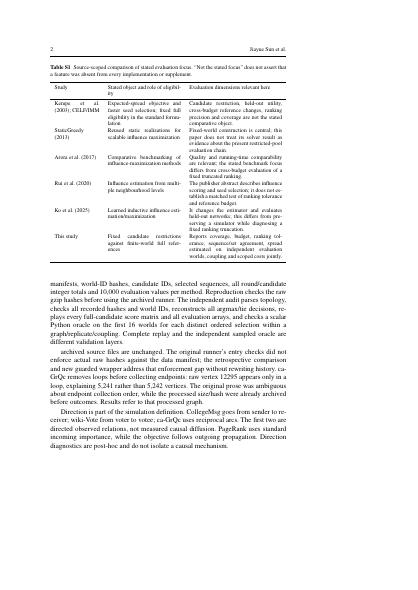 2 Jiayue Sun et al.
Table S1 Source-scoped comparison of stated evaluation focus. "Not the stated focus" does not assert that
a feature was absent from every implementation or supplement.
Study
Stated object or role of eligibil-
ity
Evaluation dimensions relevant here
Kempe et al.
(2003); CELF/IMM
Expected-spread objective and
faster seed selection; fixed full
eligibility in the standard formu-
lation
Candidate restriction, held-out utility,
cross-budget reference changes, ranking
precision and coverage are not the stated
comparative object.
StaticGreedy
(2013)
Reused static realizations for
scalable influence maximization
Fixed-world construction is central; this
paper does not treat its solver result as
evidence about the present restricted-pool
evaluation chain.
Arora et al. (2017)
Comparative benchmarking of
influence-maximization methods
Quality and running-time comparability
are relevant; the stated benchmark focus
differs from cross-budget evaluation of a
fixed truncated ranking.
Rui et al. (2020)
Influence estimation from multi-
ple neighbourhood levels
The publisher abstract describes influence
scoring and seed selection; it does not es-
tablish a matched test of ranking tolerance
and reference budget.
Ko et al. (2025)
Learned inductive influence esti-
mation/maximization
It changes the estimator and evaluates
held-out networks; this differs from pre-
serving a simulator while diagnosing a
fixed ranking truncation.
This study
Fixed candidate restrictions
against finite-world full refer-
ences
Reports coverage, budget, ranking tol-
erance, sequence/set agreement, spread
estimated on independent evaluation
worlds, coupling and scoped costs jointly.
manifests, world-ID hashes, candidate IDs, selected sequences, all round/candidate
integer totals and 10,000 evaluation values per method. Reproduction checks the raw
gzip hashes before using the archived runner. The independent audit parses topology,
checks all recorded hashes and world IDs, reconstructs all argmax/tie decisions, re-
plays every full-candidate score matrix and all evaluation arrays, and checks a scalar
Python oracle on the first 16 worlds for each distinct ordered selection within a
graph/replicate/coupling. Complete replay and the independent sampled oracle are
different validation layers.
archived source files are unchanged. The original runner's entry checks did not
enforce actual raw hashes against the data manifest; the retrospective comparison
and new guarded wrapper address that enforcement gap without rewriting history. ca-
GrQc removes loops before collecting endpoints: raw vertex 12295 appears only in a
loop, explaining 5,241 rather than 5,242 vertices. The original prose was ambiguous
about endpoint collection order, while the processed size/hash were already archived
before outcomes. Results refer to that processed graph.
Direction is part of the simulation definition. CollegeMsg goes from sender to re-
ceiver; wiki-Vote from voter to votee; ca-GrQc uses reciprocal arcs. The first two are
directed observed relations, not measured causal diffusion. PageRank uses standard
incoming importance, while the objective follows outgoing propagation. Direction
diagnostics are post-hoc and do not isolate a causal mechanism.